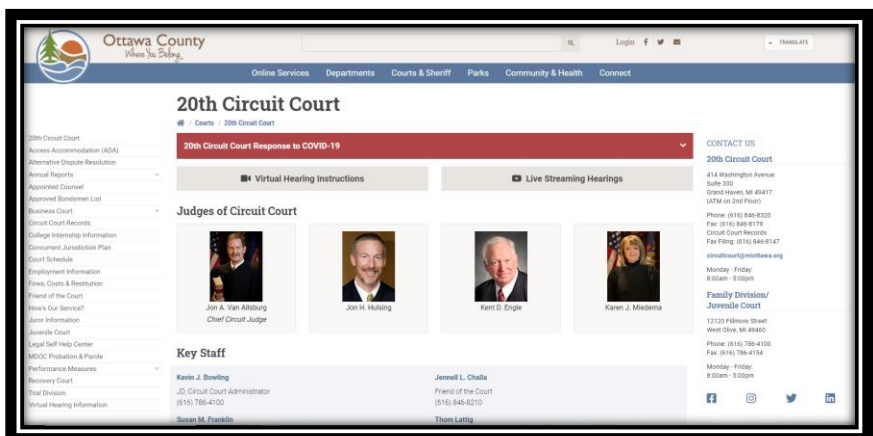 Ottawa County
Where You Belong
Login
TRANSLATE
Online Services Departments Courts & Sheriff Parks Community & Health Connect
20th Circuit Court
/ Courts / 20th Circuit Court
20th Circuit Court
Access Accommodation (ADA)
Alternative Dispute Resolution
Annual Reports
Appointed Counsel
Approved Bondsmen List
Business Court
Circuit Court Records
College Internship Information
Concurrent Jurisdiction Plan
Court Schedule
Employment Information
Fines, Costs & Restitution
Friend of the Court
How's Our Service?
Juror Information
Juvenile Court
Legal Self Help Center
MDOC Probation & Parole
Performance Measures
Recovery Court
Trial Division
Virtual Hearing Information
20th Circuit Court Response to COVID-19
Virtual Hearing Instructions
Live Streaming Hearings
Judges of Circuit Court
Jon A. Van Allsburg
Chief Circuit Judge
Jon H. Hulsing
Kent D. Engle
Karen J. Miedema
Key Staff
Kevin J. Bowling
JD, Circuit Court Administrator
(616) 786-4100
Susan M. Franklin
Jennell L. Challa
Friend of the Court
(616) 846-8210
Thom Lattig
CONTACT US
20th Circuit Court
414 Washington Avenue
Suite 300
Grand Haven, MI 49417
(ATM on 2nd Floor)
Phone: (616) 846-8320
Fax: (616) 846-8179
Circuit Court Records
Fax Filing: (616) 846-8147
circuitcourt@miottawa.org
Monday - Friday:
8:00am - 5:00pm
Family Division/
Juvenile Court
12120 Fillmore Street
West Olive, MI 49460
Phone: (616) 786-4100
Fax: (616) 786-4154
Monday - Friday:
8:00am - 5:00pm